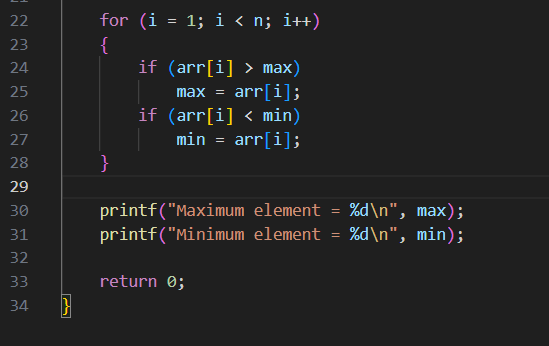 22 for (i = 1; i < n; i++)
23 {
24 if (arr[i] > max)
25 max = arr[i];
26 if (arr[i] < min)
27 min = arr[i];
28 }
29
30 printf("Maximum element = %d\n", max);
31 printf("Minimum element = %d\n", min);
32
33 return 0;
34 }